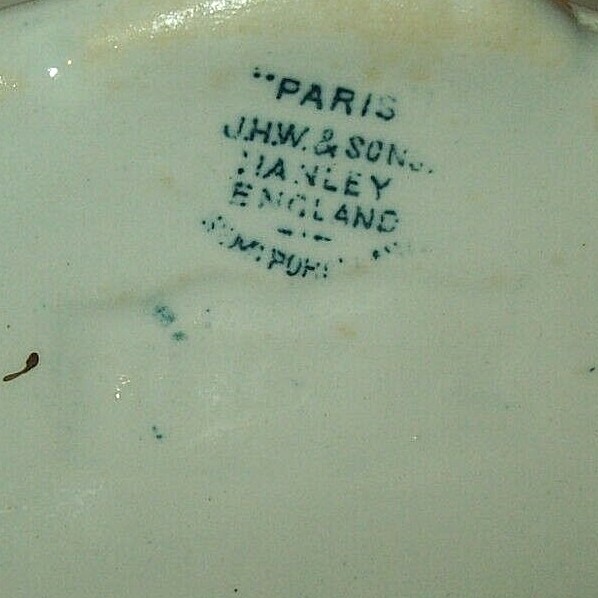 "PARIS
J.H.W. & SONS.
HANLEY
ENGLAND